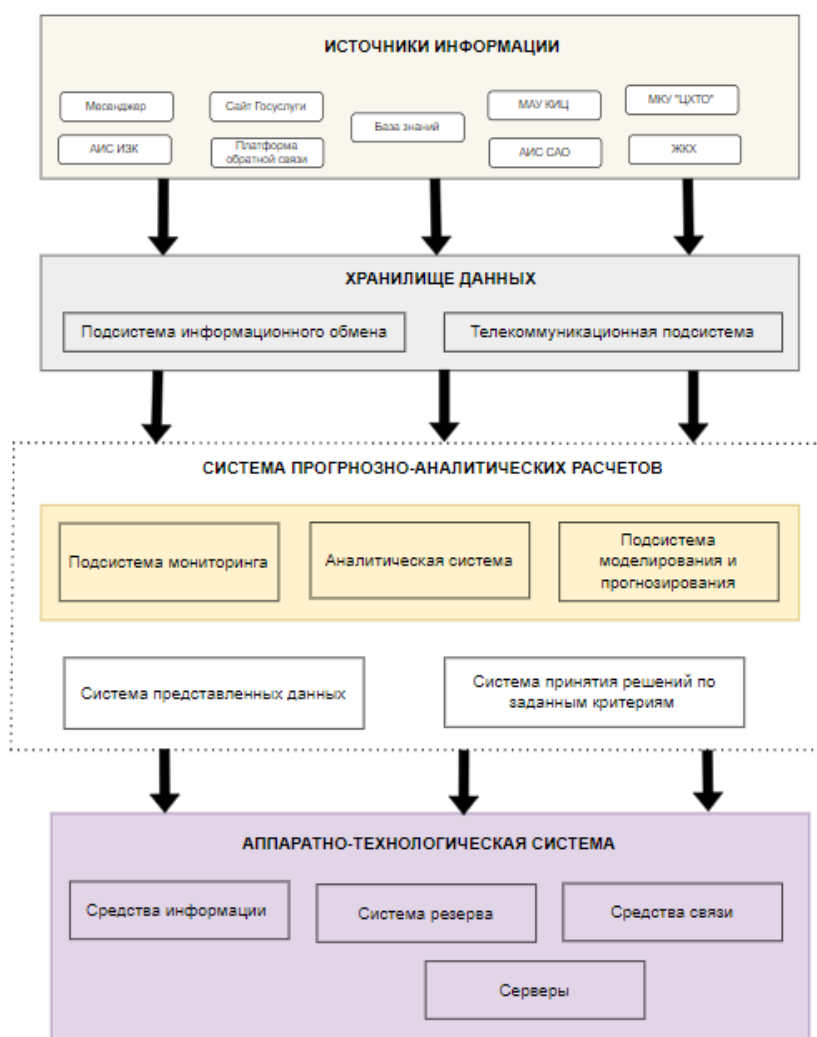 ИСТОЧНИКИ ИНФОРМАЦИИ
Месенджер
Сайт Госуслуги
База знаний
МАУ КИЦ
МКУ "ЦХТО"
АИС ИЗК
Платформа
обратной связи
АИС САО
ЖКХ
ХРАНИЛИЩЕ ДАННЫХ
Подсистема информационного обмена
Телекоммуникационная подсистема
СИСТЕМА ПРОГРНОЗНО-АНАЛИТИЧЕСКИХ РАСЧЕТОВ
Подсистема мониторинга
Аналитическая система
Подсистема
моделирования и
прогнозирования
Система представленных данных
Система принятия решений по
заданным критериям
АППАРАТНО-ТЕХНОЛОГИЧЕСКАЯ СИСТЕМА
Средства информации
Система резерва
Средства связи
Серверы